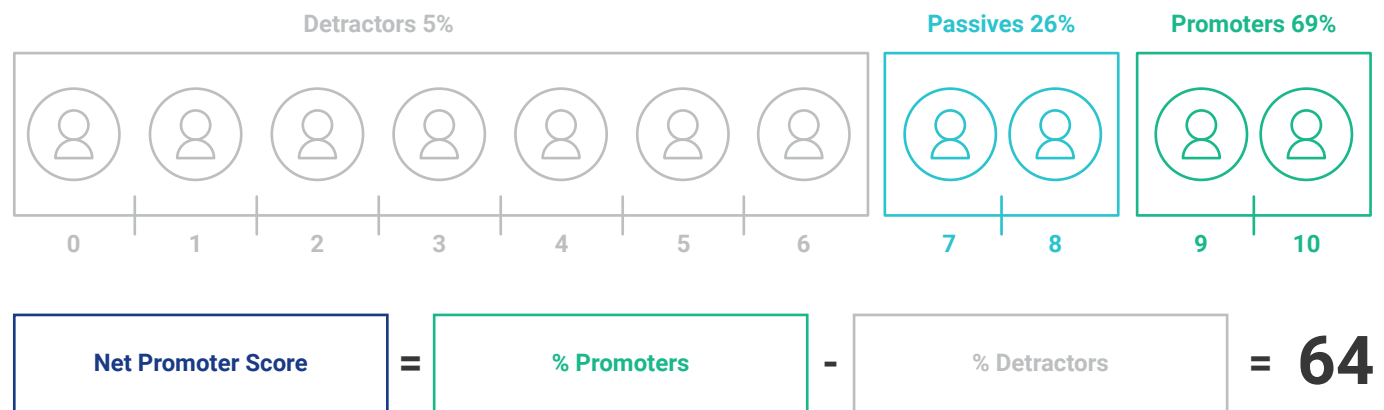 Detractors 5% Passives 26% Promoters 69%
0 1 2 3 4 5 6 7 8 9 10
Net Promoter Score = % Promoters - % Detractors = 64